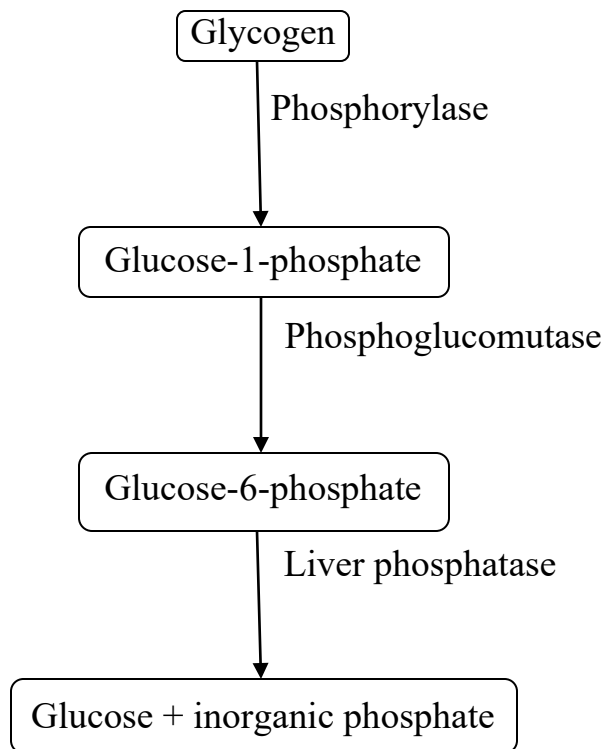 Glycogen
Phosphorylase
Glucose-1-phosphate
Phosphoglucomutase
Glucose-6-phosphate
Liver phosphatase
Glucose + inorganic phosphate